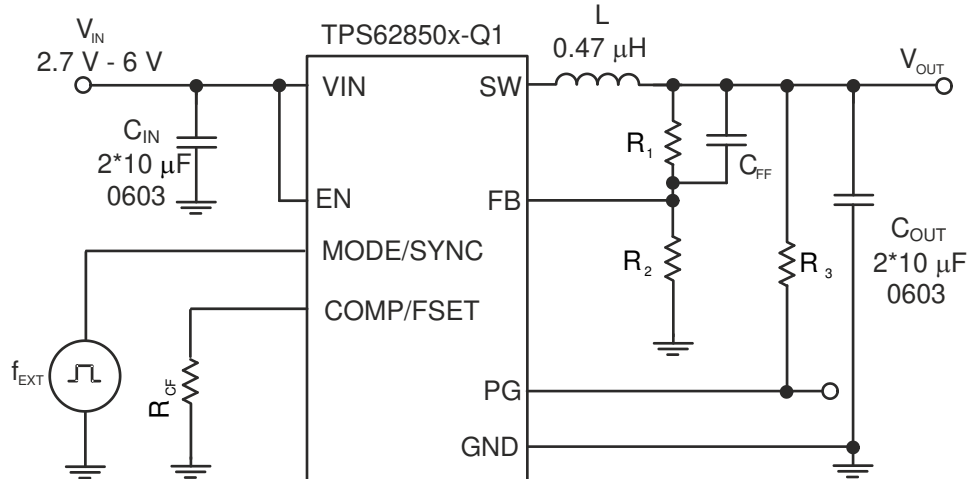 V_IN
2.7 V - 6 V
TPS62850x-Q1
L
0.47 μH
V_OUT
VIN
SW
C_IN
2*10 μF
0603
R_1
C_FF
EN
FB
MODE/SYNC
R_2
R_3
C_OUT
2*10 μF
0603
COMP/FSET
f_EXT
R_CF
PG
GND